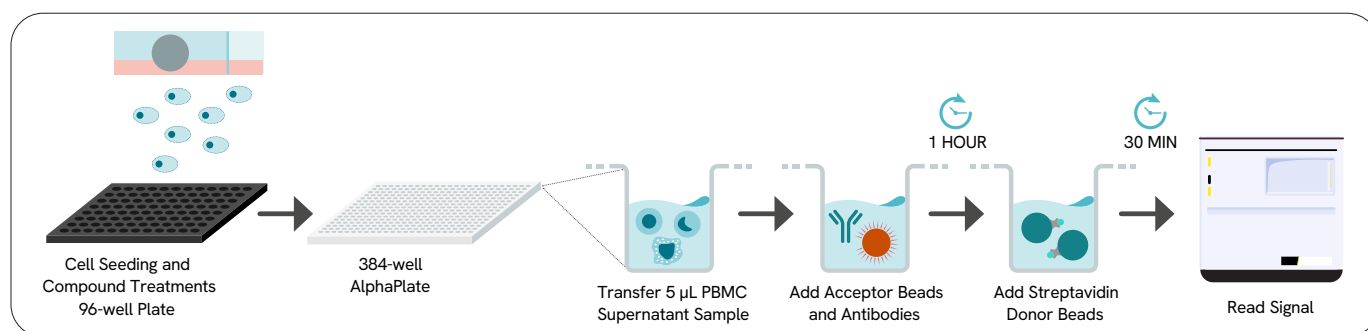 1 HOUR
30 MIN
Cell Seeding and
Compound Treatments
96-well Plate
384-well
AlphaPlate
Transfer 5 µL PBMC
Supernatant Sample
Add Acceptor Beads
and Antibodies
Add Streptavidin
Donor Beads
Read Signal